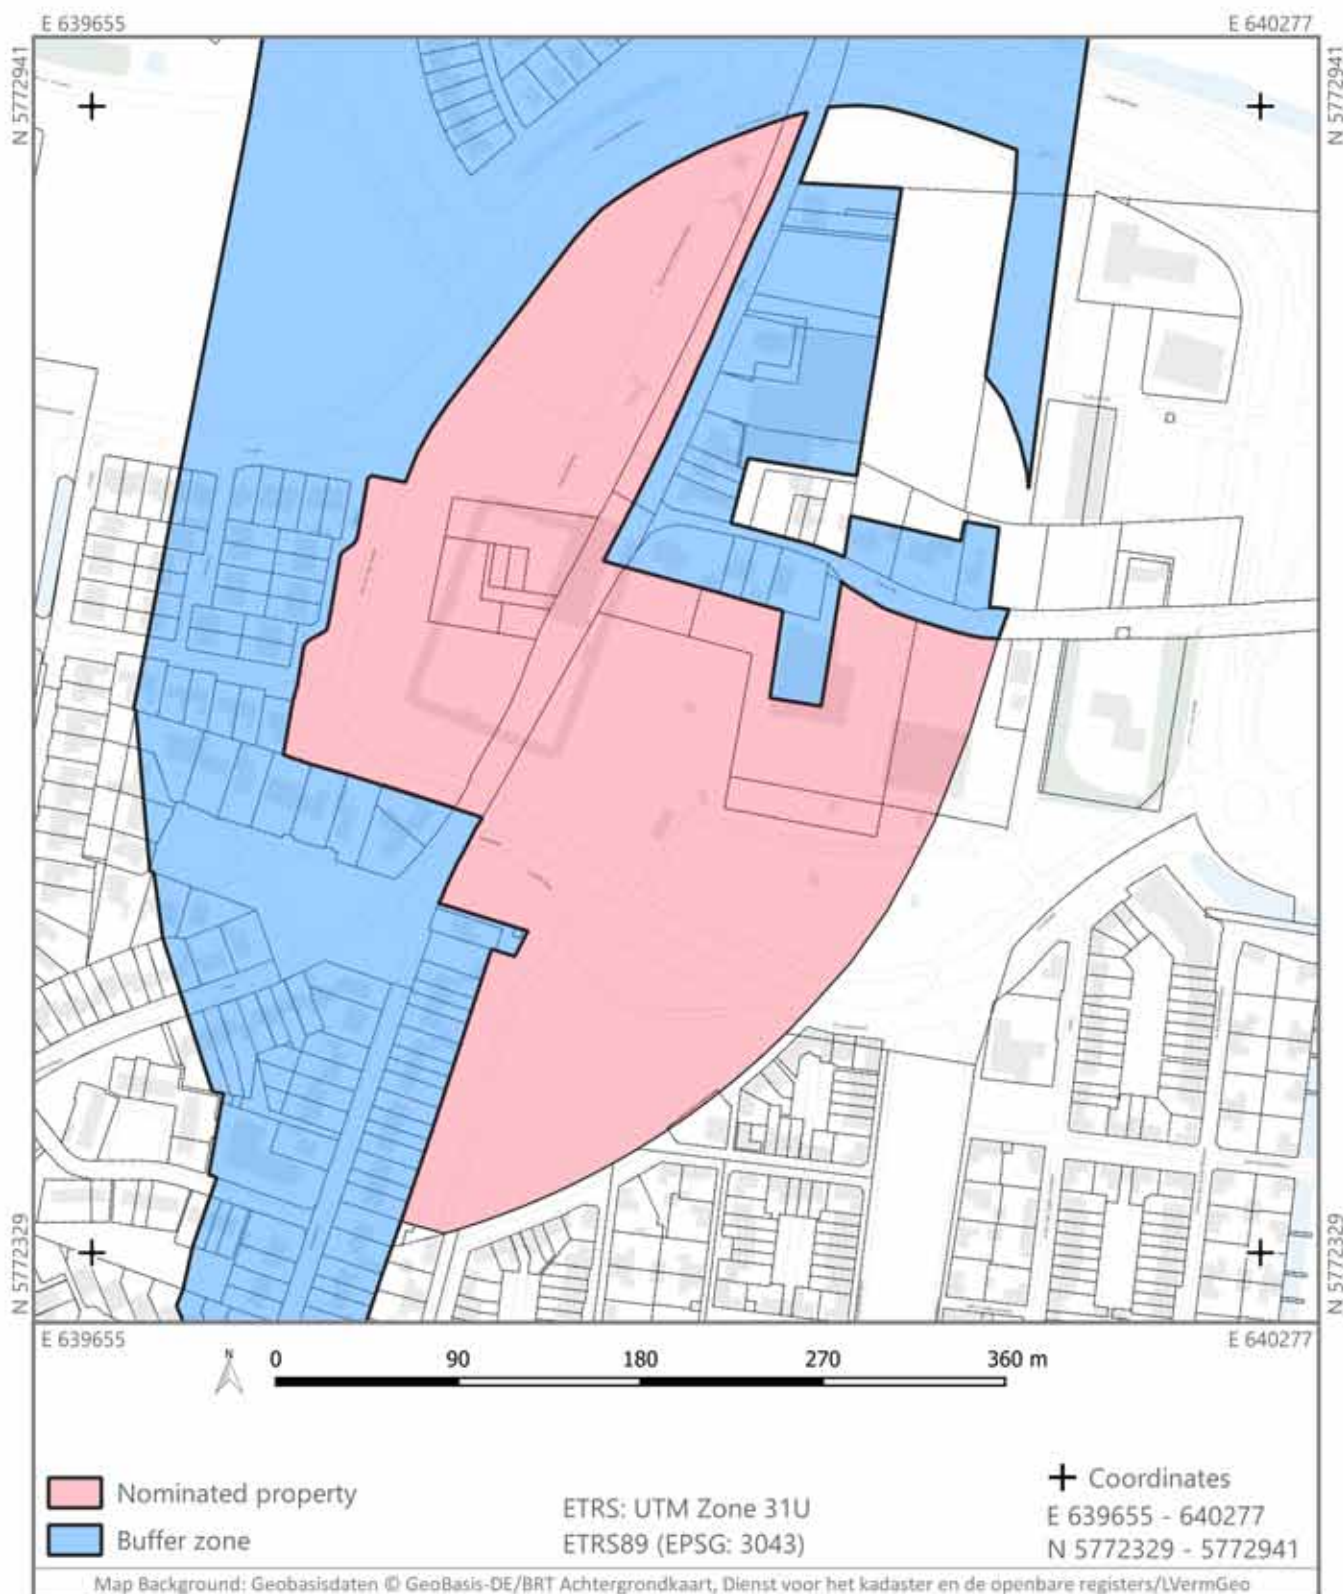 E 639655 E 640277
N 5772941 N 5772941
N 5772329 N 5772329
E 639655 E 640277
N
0 90 180 270 360 m
Nominated property
Buffer zone
ETRS: UTM Zone 31U
ETRS89 (EPSG: 3043)
Coordinates
E 639655 - 640277
N 5772329 - 5772941
Map Background: Geobasisdaten © GeoBasis-DE/BRT Achtergrondkaart, Dienst voor het kadaster en de openbare registers/LVermGeo